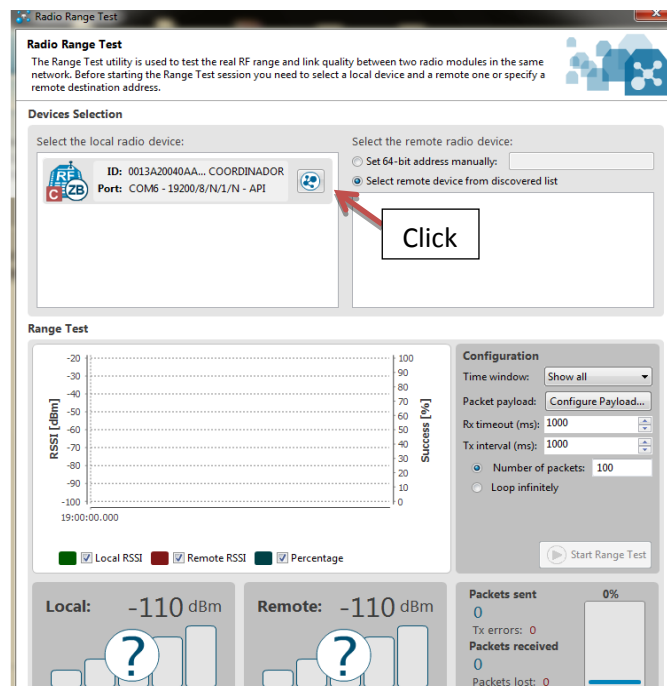 Radio Range Test
Radio Range Test
The Range Test utility is used to test the real RF range and link quality between two radio modules in the same
network. Before starting the Range Test session you need to select a local device and a remote one or specify a
remote destination address.
Devices Selection
Select the local radio device:
RF
C
ZB
ID: 0013A20040AA... COORDINADOR
Port: COM6 - 19200/8/N/1/N - API
Select the remote radio device:
Set 64-bit address manually:
Select remote device from discovered list
Click
Range Test
RSSI [dBm]
-20
-30
-40
-50
-60
-70
-80
-90
-100
100
90
80
70
60
50
40
30
20
10
0
Success [%]
19:00:00.000
Local RSSI Remote RSSI Percentage
Configuration
Time window: Show all
Packet payload: Configure Payload...
Rx timeout (ms): 1000
Tx interval (ms): 1000
Number of packets: 100
Loop infinitely
Start Range Test
Local: -110 dBm
?
Remote: -110 dBm
?
Packets sent
0
Tx errors: 0
Packets received
0
Packets lost: 0
0%